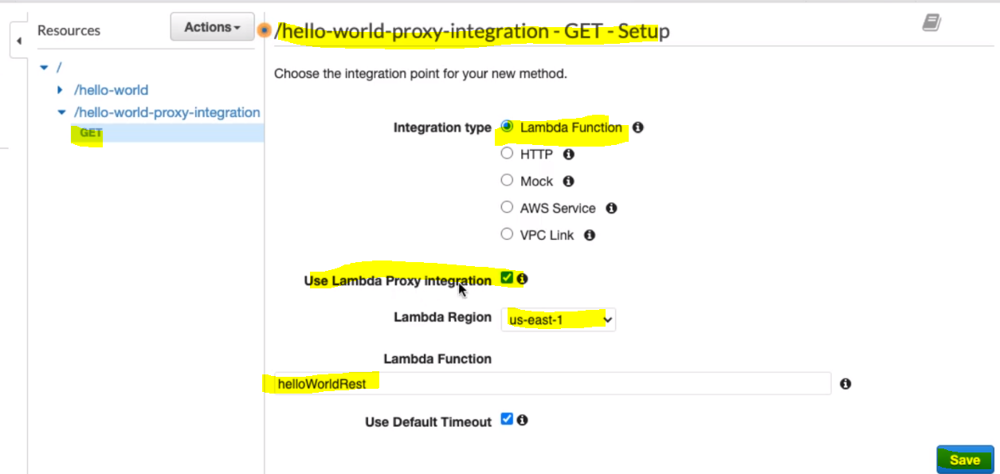 Resources
Actions
/hello-world-proxy-integration - GET - Setup
/
/hello-world
/hello-world-proxy-integration
GET
Choose the integration point for your new method.
Integration type
Lambda Function
HTTP
Mock
AWS Service
VPC Link
Use Lambda Proxy integration
Lambda Region
us-east-1
Lambda Function
helloWorldRest
Use Default Timeout
Save